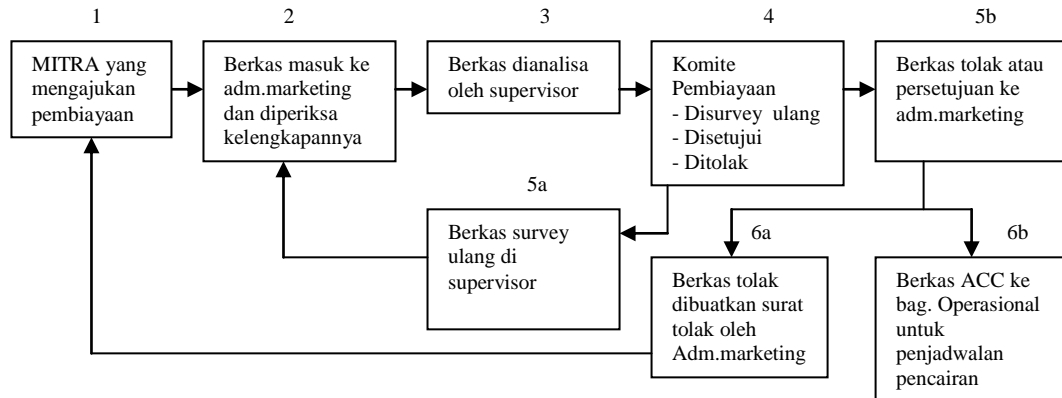 1
2
3
4
5b
MITRA yang
mengajukan
pembiayaan
Berkas masuk ke
adm.marketing
dan diperiksa
kelengkapannya
Berkas dianalisa
oleh supervisor
Komite
Pembiayaan
- Disurvey ulang
- Disetujui
- Ditolak
Berkas tolak atau
persetujuan ke
adm.marketing
5a
Berkas survey
ulang di
supervisor
6a
Berkas tolak
dibuatkan surat
tolak oleh
Adm.marketing
6b
Berkas ACC ke
bag. Operasional
untuk
penjadwalan
pencairan